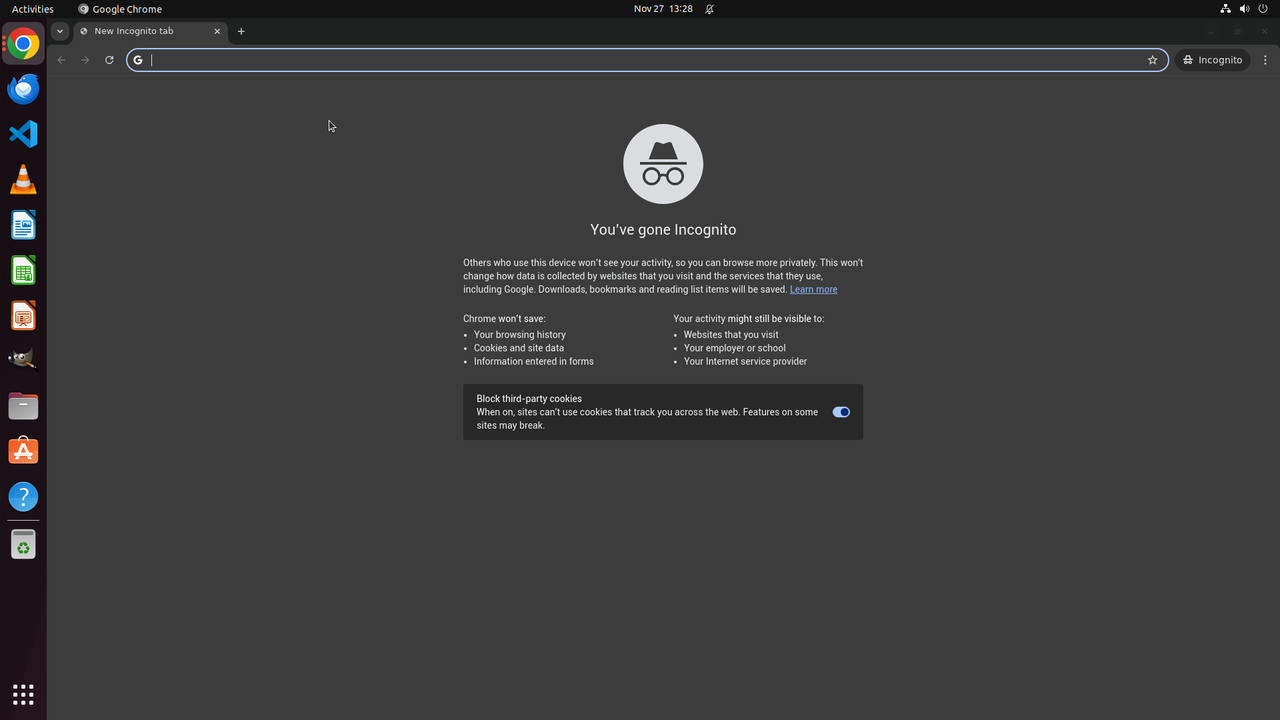 Activities
Google Chrome
Nov 27 13:28
New Incognito tab
Incognito
You've gone Incognito
Others who use this device won't see your activity, so you can browse more privately. This won't
change how data is collected by websites that you visit and the services that they use,
including Google. Downloads, bookmarks and reading list items will be saved. Learn more
Chrome won't save:
• Your browsing history
• Cookies and site data
• Information entered in forms
Your activity might still be visible to:
• Websites that you visit
• Your employer or school
• Your Internet service provider
Block third-party cookies
When on, sites can't use cookies that track you across the web. Features on some
sites may break.